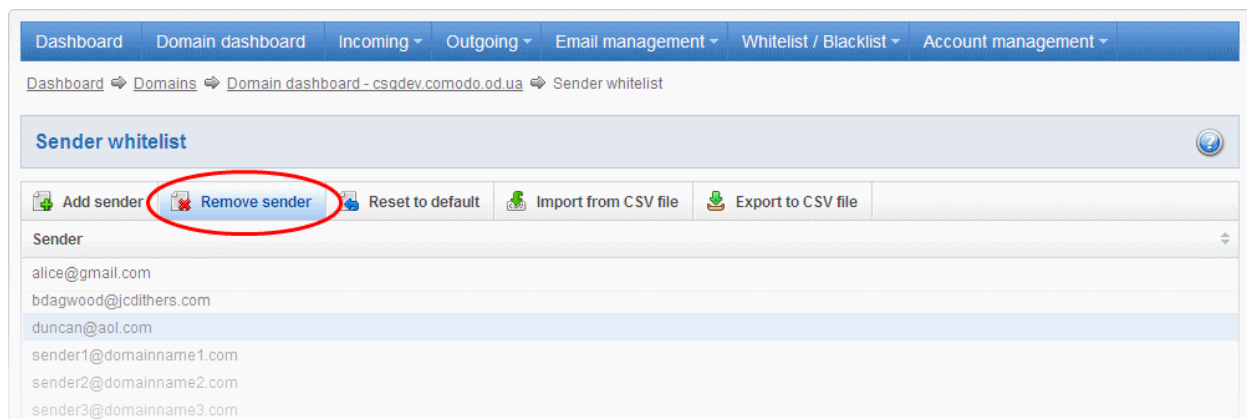 Dashboard Domain dashboard Incoming Outgoing Email management Whitelist / Blacklist Account management
Dashboard Domains Domain dashboard - csgdev.comodo.od.ua Sender whitelist
Sender whitelist
Add sender Remove sender Reset to default Import from CSV file Export to CSV file
Sender
alice@gmail.com
bdagwood@jcdithers.com
duncan@aol.com
sender1@domainname1.com
sender2@domainname2.com
sender3@domainname3.com